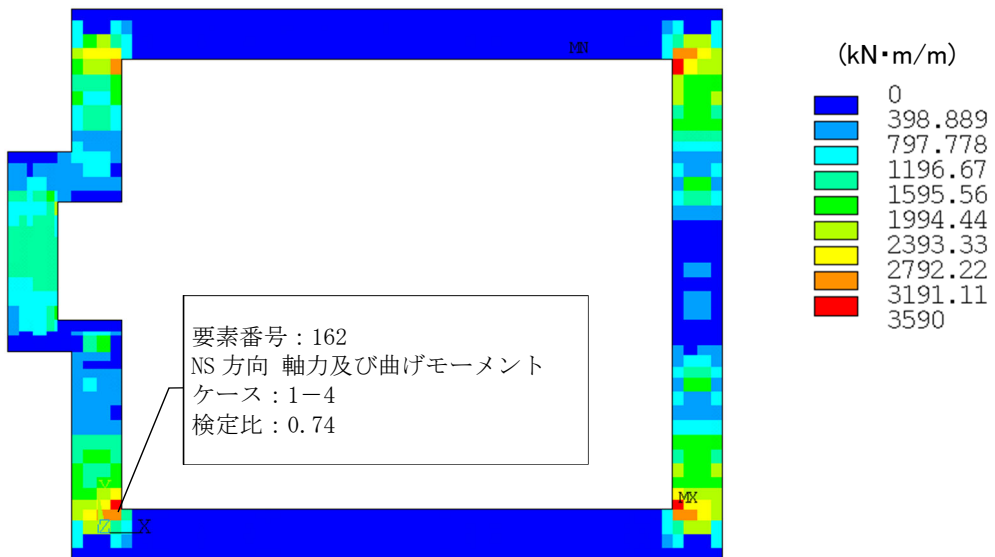 MN
(kN・m/m)
0
398.889
797.778
1196.67
1595.56
1994.44
2393.33
2792.22
3191.11
3590
要素番号：162
NS 方向 軸力及び曲げモーメント
ケース：1－4
検定比：0.74
MX
Y
Z X